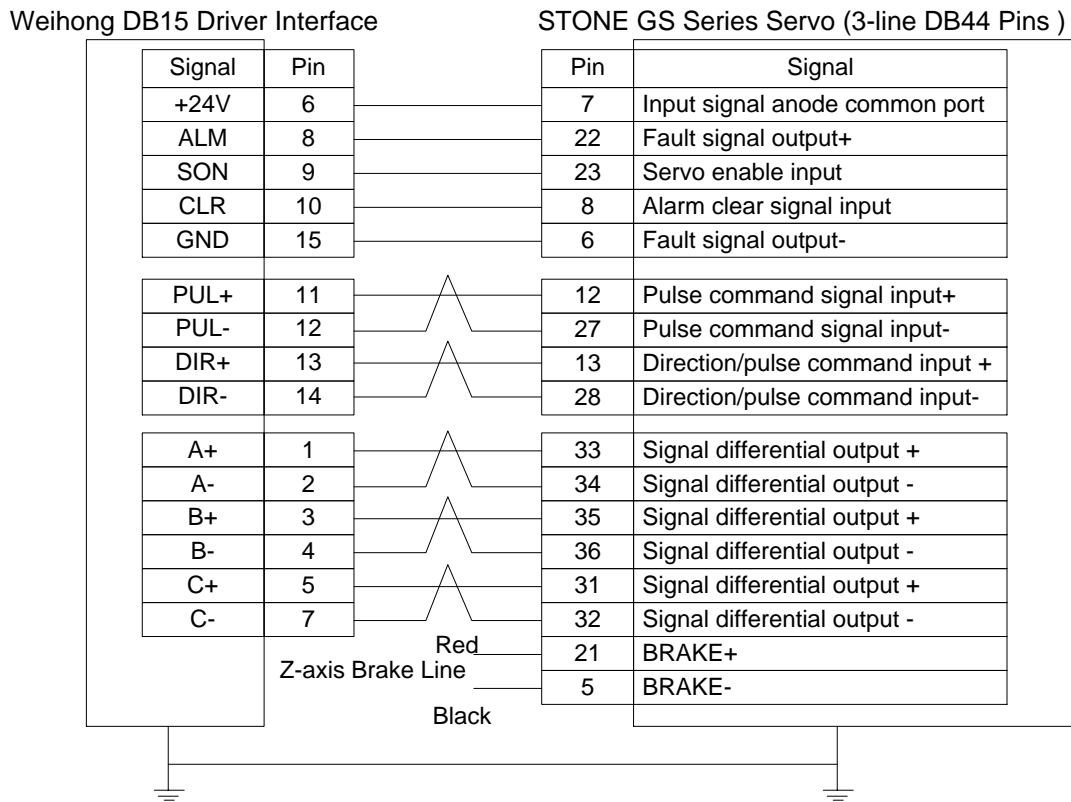 Weihong DB15 Driver Interface STONE GS Series Servo (3-line DB44 Pins )
Signal Pin Pin Signal
+24V 6 7 Input signal anode common port
ALM 8 22 Fault signal output+
SON 9 23 Servo enable input
CLR 10 8 Alarm clear signal input
GND 15 6 Fault signal output-
PUL+ 11 12 Pulse command signal input+
PUL- 12 27 Pulse command signal input-
DIR+ 13 13 Direction/pulse command input +
DIR- 14 28 Direction/pulse command input-
A+ 1 33 Signal differential output +
A- 2 34 Signal differential output -
B+ 3 35 Signal differential output +
B- 4 36 Signal differential output -
C+ 5 31 Signal differential output +
C- 7 32 Signal differential output -
Red 21 BRAKE+
Z-axis Brake Line
5 BRAKE-
Black